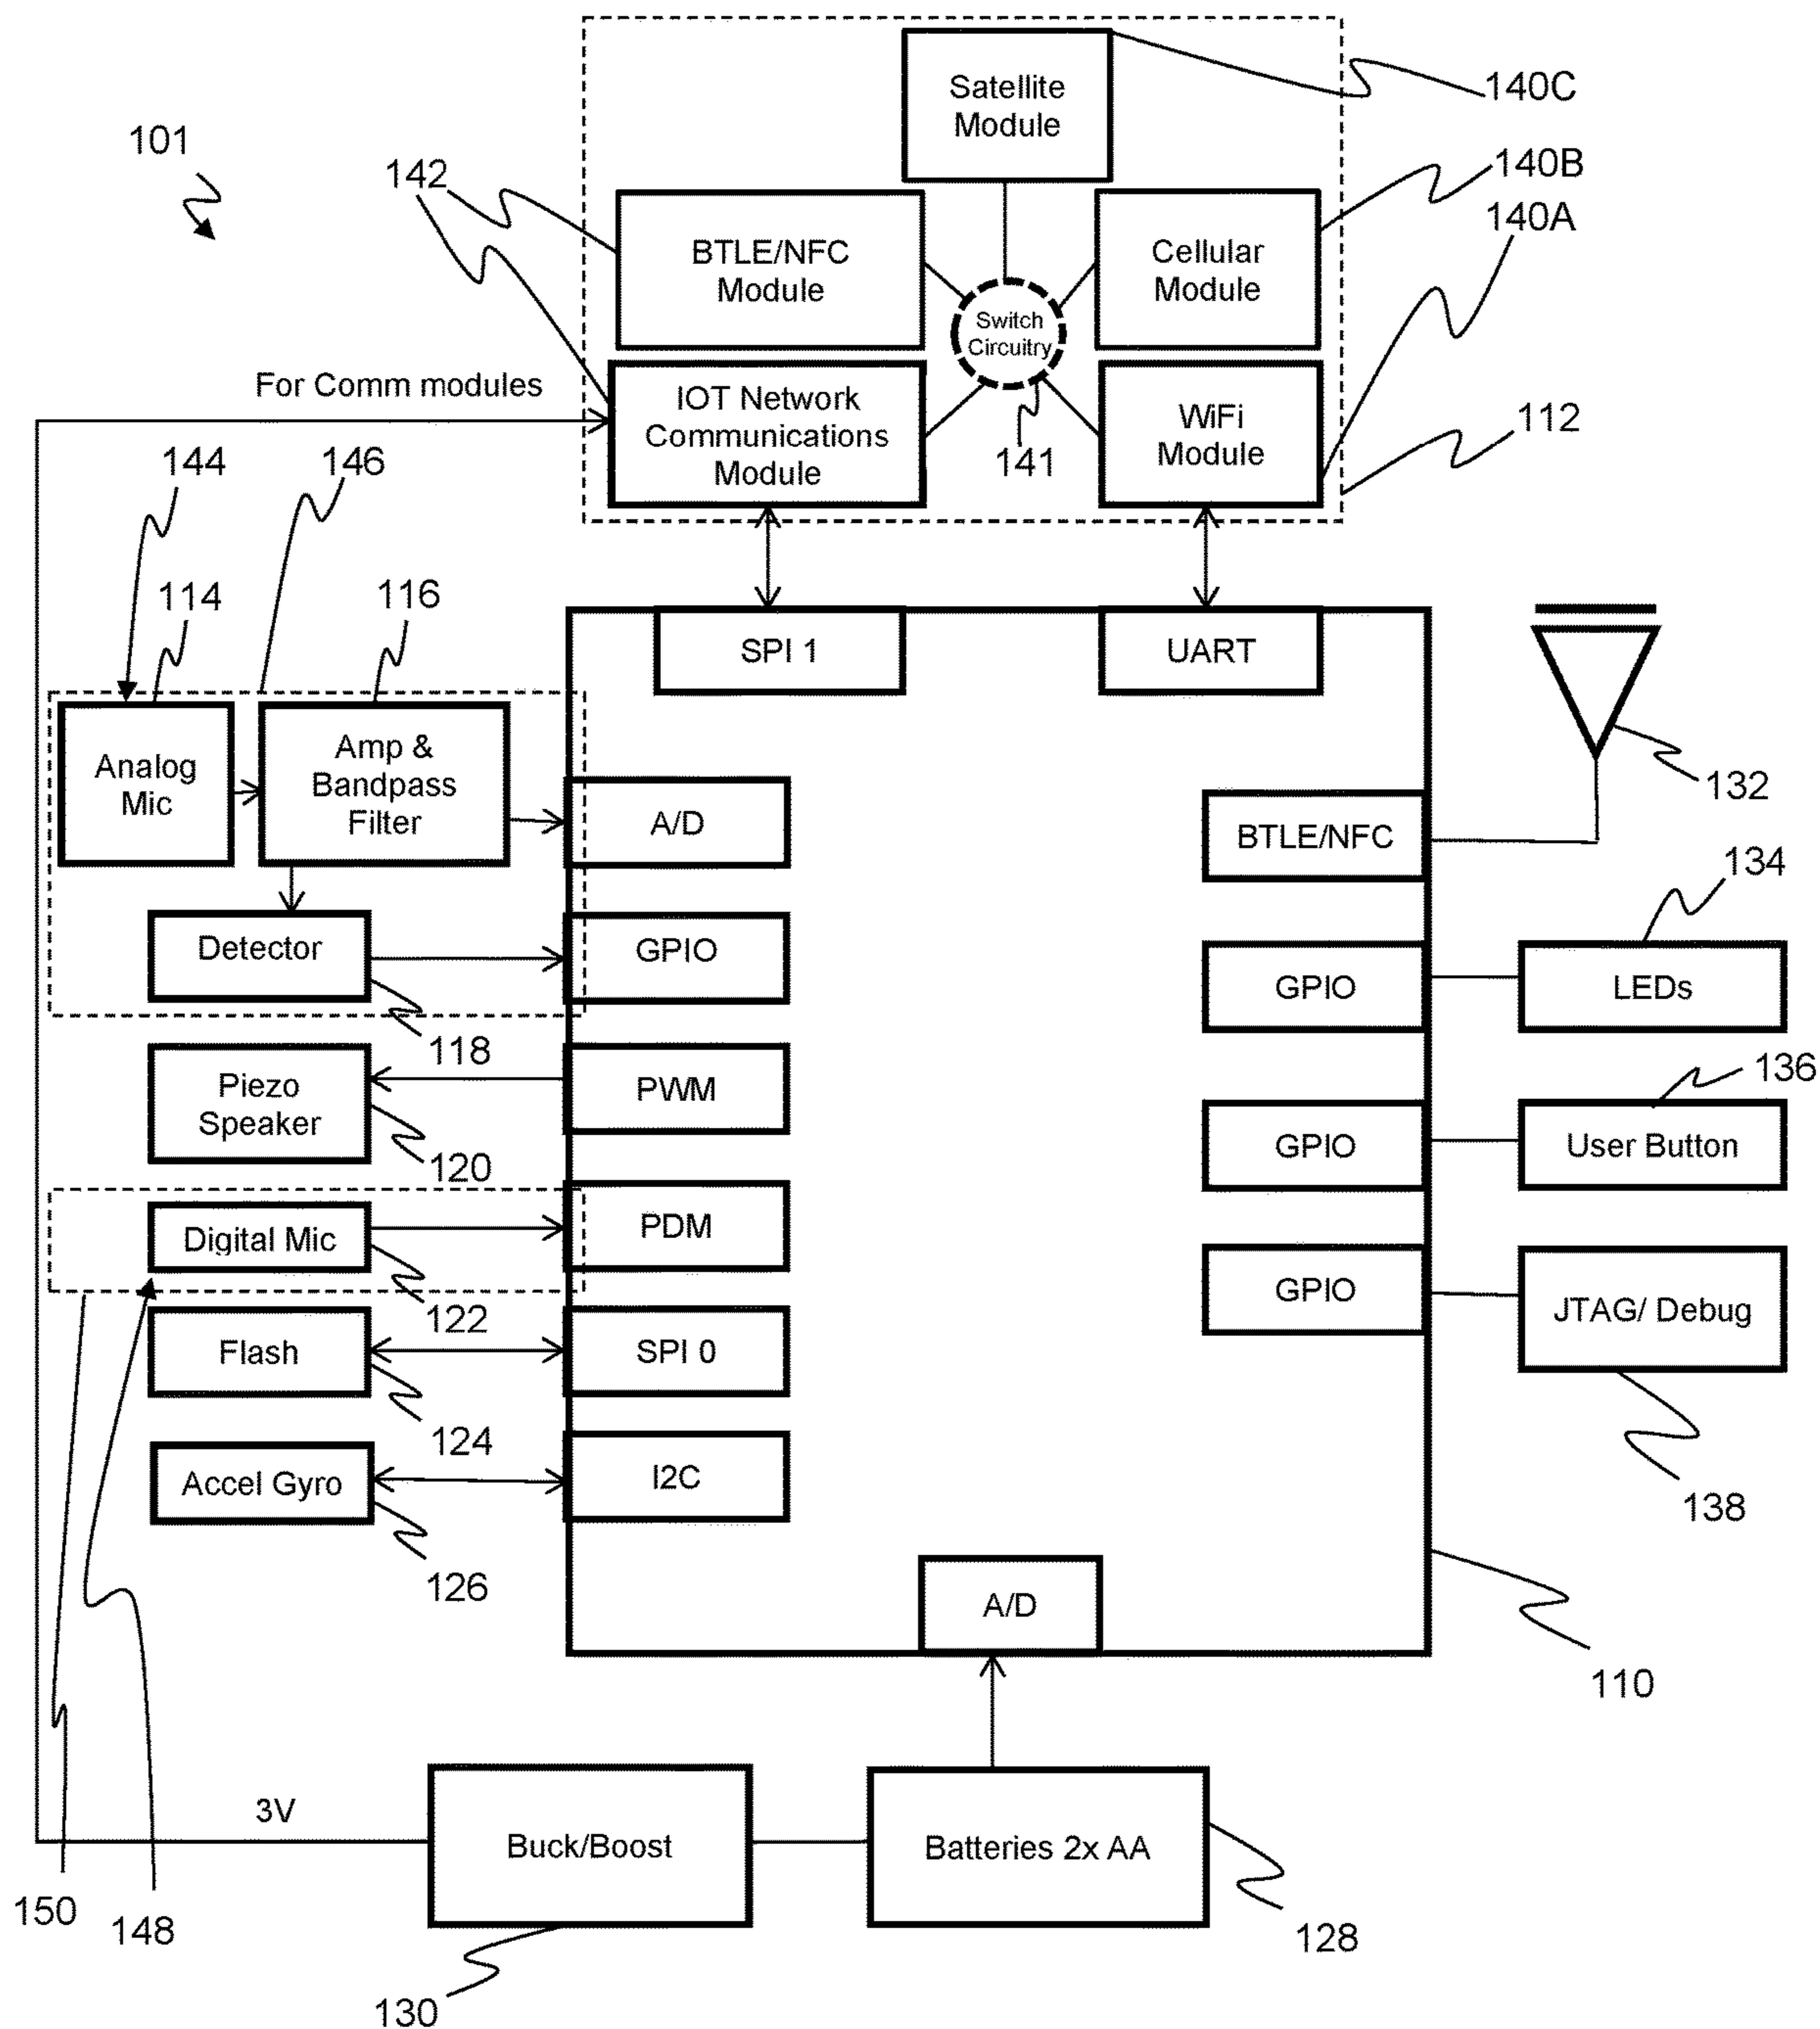 Satellite
Module
140C
101
142
140B
140A
BTLE/NFC
Module
Cellular
Module
Switch
Circuitry
For Comm modules
IOT Network
Communications
Module
WiFi
Module
141
112
144
146
114
116
SPI 1
UART
Analog
Mic
Amp &
Bandpass
Filter
A/D
132
BTLE/NFC
134
Detector
GPIO
GPIO
LEDs
118
136
Piezo
Speaker
PWM
GPIO
User Button
120
Digital Mic
PDM
122
GPIO
JTAG/ Debug
Flash
SPI 0
124
Accel Gyro
I2C
138
126
A/D
110
3V
Buck/Boost
Batteries 2x AA
150
148
128
130